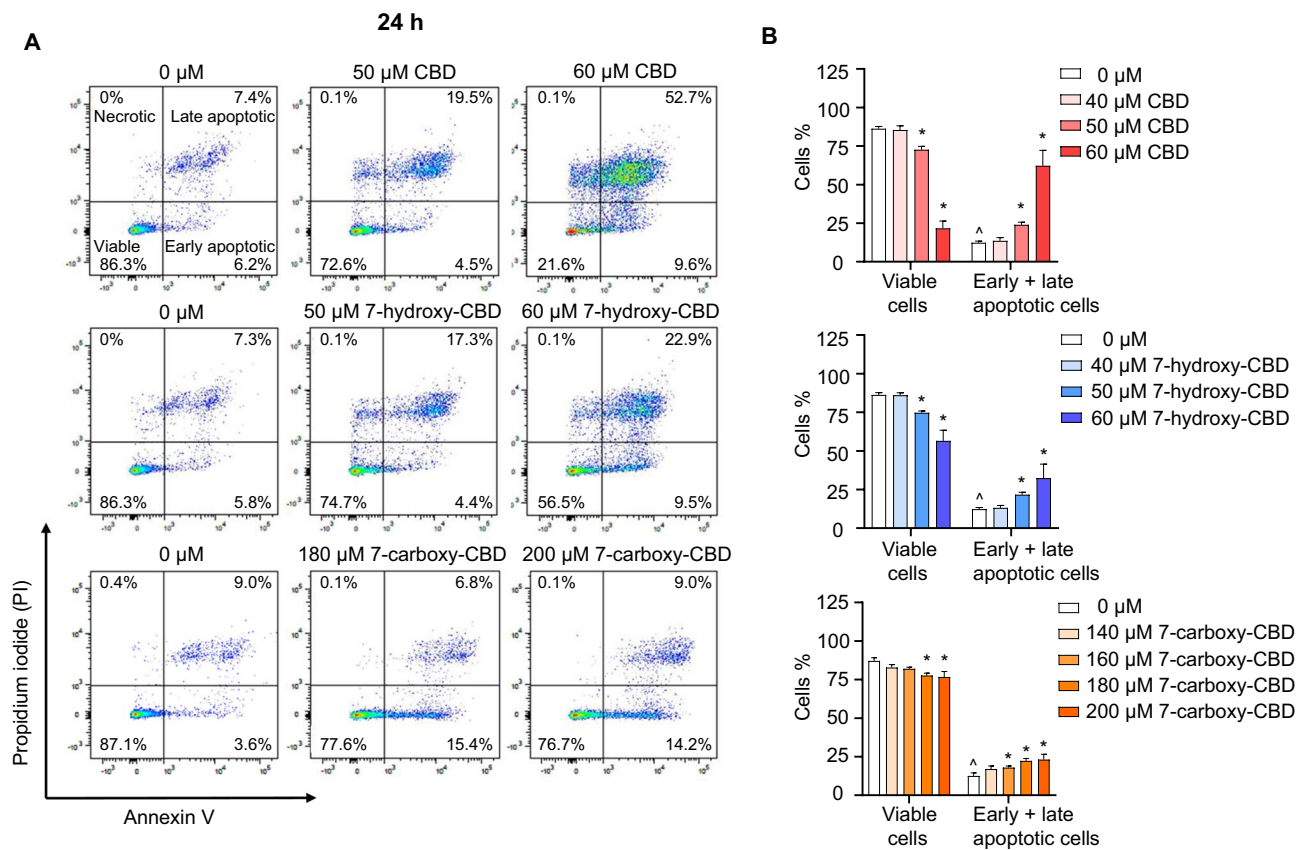 24 h
A
0 µM
50 µM CBD
60 µM CBD
0%
7.4%
Necrotic
Late apoptotic
Viable
Early apoptotic
86.3%
6.2%
0.1%
19.5%
72.6%
4.5%
0.1%
52.7%
21.6%
9.6%
0 µM
50 µM 7-hydroxy-CBD
60 µM 7-hydroxy-CBD
0%
7.3%
86.3%
5.8%
0.1%
17.3%
74.7%
4.4%
0.1%
22.9%
56.5%
9.5%
0 µM
180 µM 7-carboxy-CBD
200 µM 7-carboxy-CBD
0.4%
9.0%
87.1%
3.6%
0.1%
6.8%
77.6%
15.4%
0.1%
9.0%
76.7%
14.2%
Propidium iodide (PI)
Annexin V
B
125
100
75
50
25
0
Cells %
* * ^ * *
Viable
cells
Early + late
apoptotic cells
0 µM
40 µM CBD
50 µM CBD
60 µM CBD
125
100
75
50
25
0
Cells %
* * ^ * *
Viable
cells
Early + late
apoptotic cells
0 µM
40 µM 7-hydroxy-CBD
50 µM 7-hydroxy-CBD
60 µM 7-hydroxy-CBD
125
100
75
50
25
0
Cells %
* * ^ * * *
Viable
cells
Early + late
apoptotic cells
0 µM
140 µM 7-carboxy-CBD
160 µM 7-carboxy-CBD
180 µM 7-carboxy-CBD
200 µM 7-carboxy-CBD